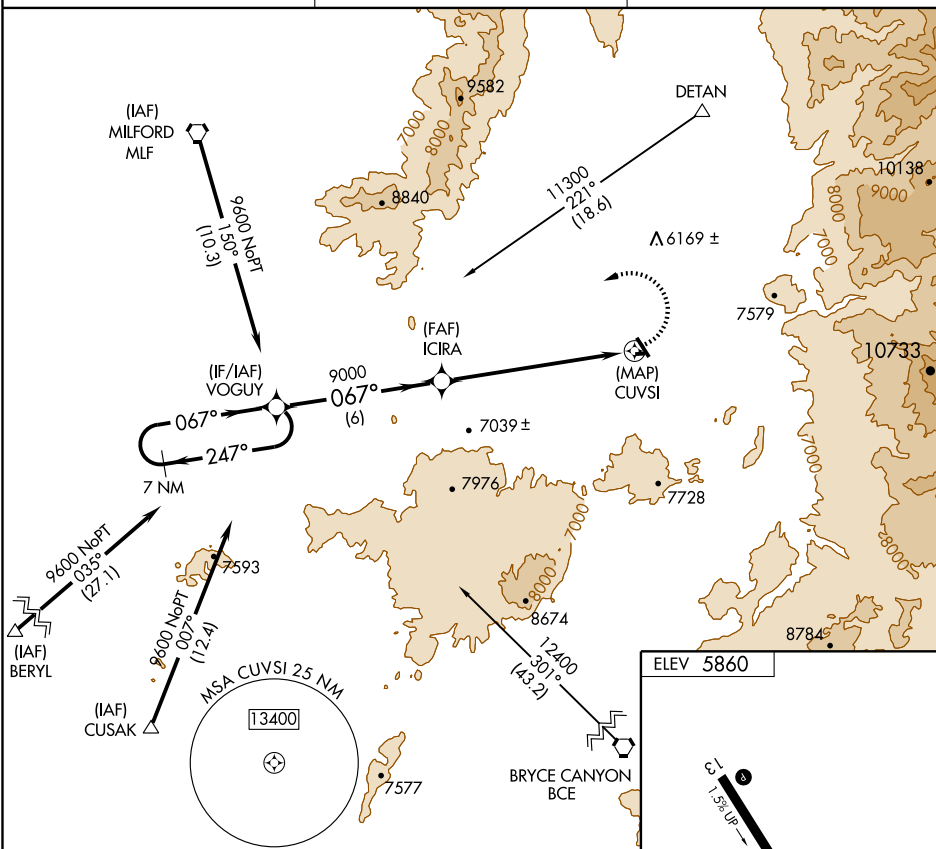 9582
7000
8000
DETAN
(IAF)
MILFORD
MLF
10138
9000
8000
7000
8840
11300
221°
(18.6)
9600 NoPT
150°
(10.3)
6169 ±
7579
(FAF)
ICIRA
10733
(IF/IAF)
VOGUY
9000
067°
(6)
(MAP)
CUVSI
067°
247°
7 NM
7039 ±
7976
7728
7000
7000
8000
9600 NoPT
035°
(27.1)
7593
8000
8674
9600 NoPT
007°
(12.4)
(IAF)
BERYL
12400
301°
(43.2)
8784
ELEV 5860
MSA CUVSI 25 NM
13400
(IAF)
CUSAK
BRYCE CANYON
BCE
7577
13
P
1.5% UP